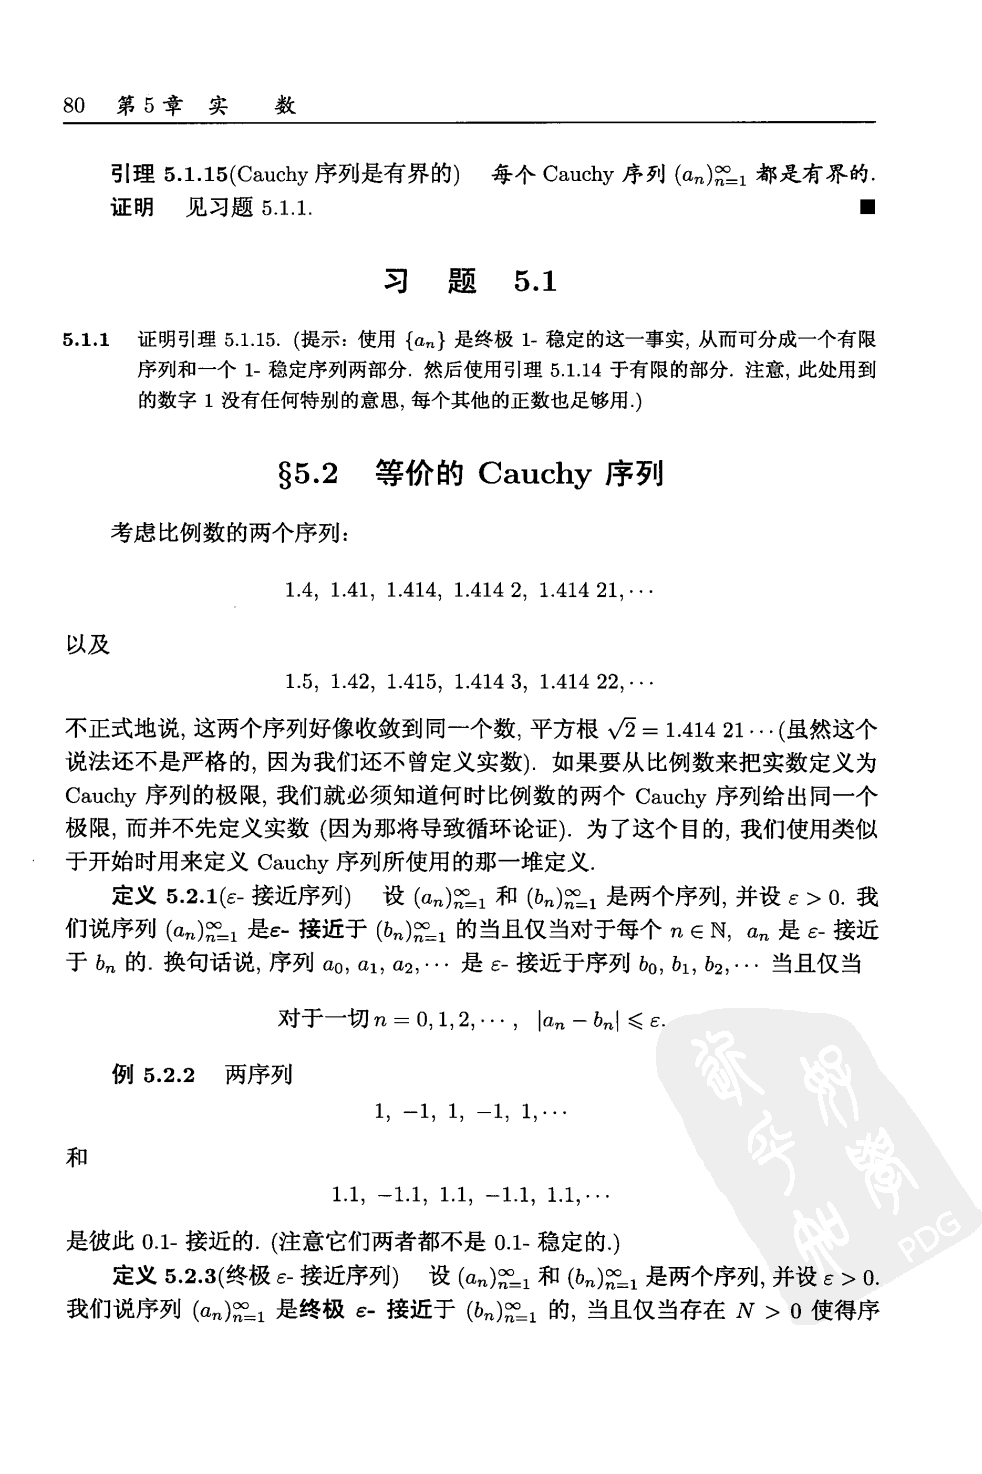 80 第 5 章 实 数
引理 5.1.15(Cauchy 序列是有界的) 每个 Cauchy 序列 $(a_n)_{n=1}^{\infty}$ 都是有界的.
证明 见习题 5.1.1. ■
习 题 5.1
5.1.1 证明引理 5.1.15. (提示: 使用 {$a_n$} 是终极 1- 稳定的这一事实, 从而可分成一个有限
序列和一个 1- 稳定序列两部分. 然后使用引理 5.1.14 于有限的部分. 注意, 此处用到
的数字 1 没有任何特别的意思, 每个其他的正数也足够用.)
§5.2 等价的 Cauchy 序列
考虑比例数的两个序列:
1.4, 1.41, 1.414, 1.414 2, 1.414 21, ···
以及
1.5, 1.42, 1.415, 1.414 3, 1.414 22, ···
不正式地说, 这两个序列好像收敛到同一个数, 平方根 $\sqrt{2}$ = 1.414 21 ··· (虽然这个
说法还不是严格的, 因为我们还不曾定义实数). 如果要从比例数来把实数定义为
Cauchy 序列的极限, 我们就必须知道何时比例数的两个 Cauchy 序列给出同一个
极限, 而并不先定义实数 (因为那将导致循环论证). 为了这个目的, 我们使用类似
于开始时用来定义 Cauchy 序列所使用的那一堆定义.
定义 5.2.1(ε- 接近序列) 设 $(a_n)_{n=1}^{\infty}$ 和 $(b_n)_{n=1}^{\infty}$ 是两个序列, 并设 ε > 0. 我
们说序列 $(a_n)_{n=1}^{\infty}$ 是ε- 接近于 $(b_n)_{n=1}^{\infty}$ 的当且仅当对于每个 n ∈ ℕ, $a_n$ 是 ε- 接近
于 $b_n$ 的. 换句话说, 序列 $a_0, a_1, a_2, ···$ 是 ε- 接近于序列 $b_0, b_1, b_2, ···$ 当且仅当
对于一切 n = 0, 1, 2, ··· , |$a_n$ − $b_n$| ⩽ ε.
例 5.2.2 两序列
1, −1, 1, −1, 1, ···
和
1.1, −1.1, 1.1, −1.1, 1.1, ···
是彼此 0.1- 接近的. (注意它们两者都不是 0.1- 稳定的.)
定义 5.2.3(终极 ε- 接近序列) 设 $(a_n)_{n=1}^{\infty}$ 和 $(b_n)_{n=1}^{\infty}$ 是两个序列, 并设 ε > 0.
我们说序列 $(a_n)_{n=1}^{\infty}$ 是终极 ε- 接近于 $(b_n)_{n=1}^{\infty}$ 的, 当且仅当存在 N > 0 使得序
PDG